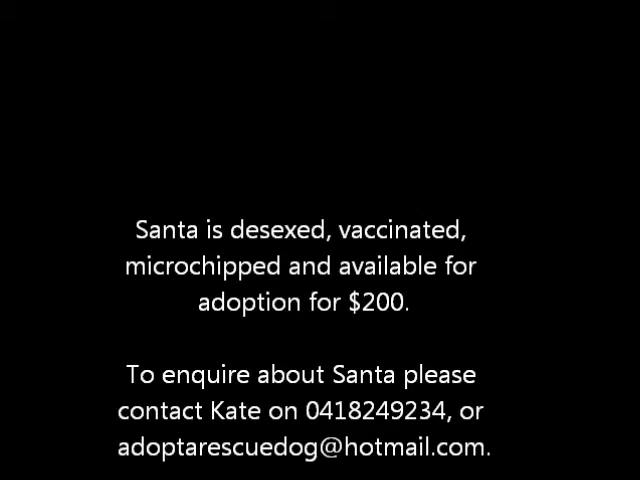 Santa is desexed, vaccinated,
microchipped and available for
adoption for $200.
To enquire about Santa please
contact Kate on 0418249234, or
adoptarescuedog@hotmail.com.